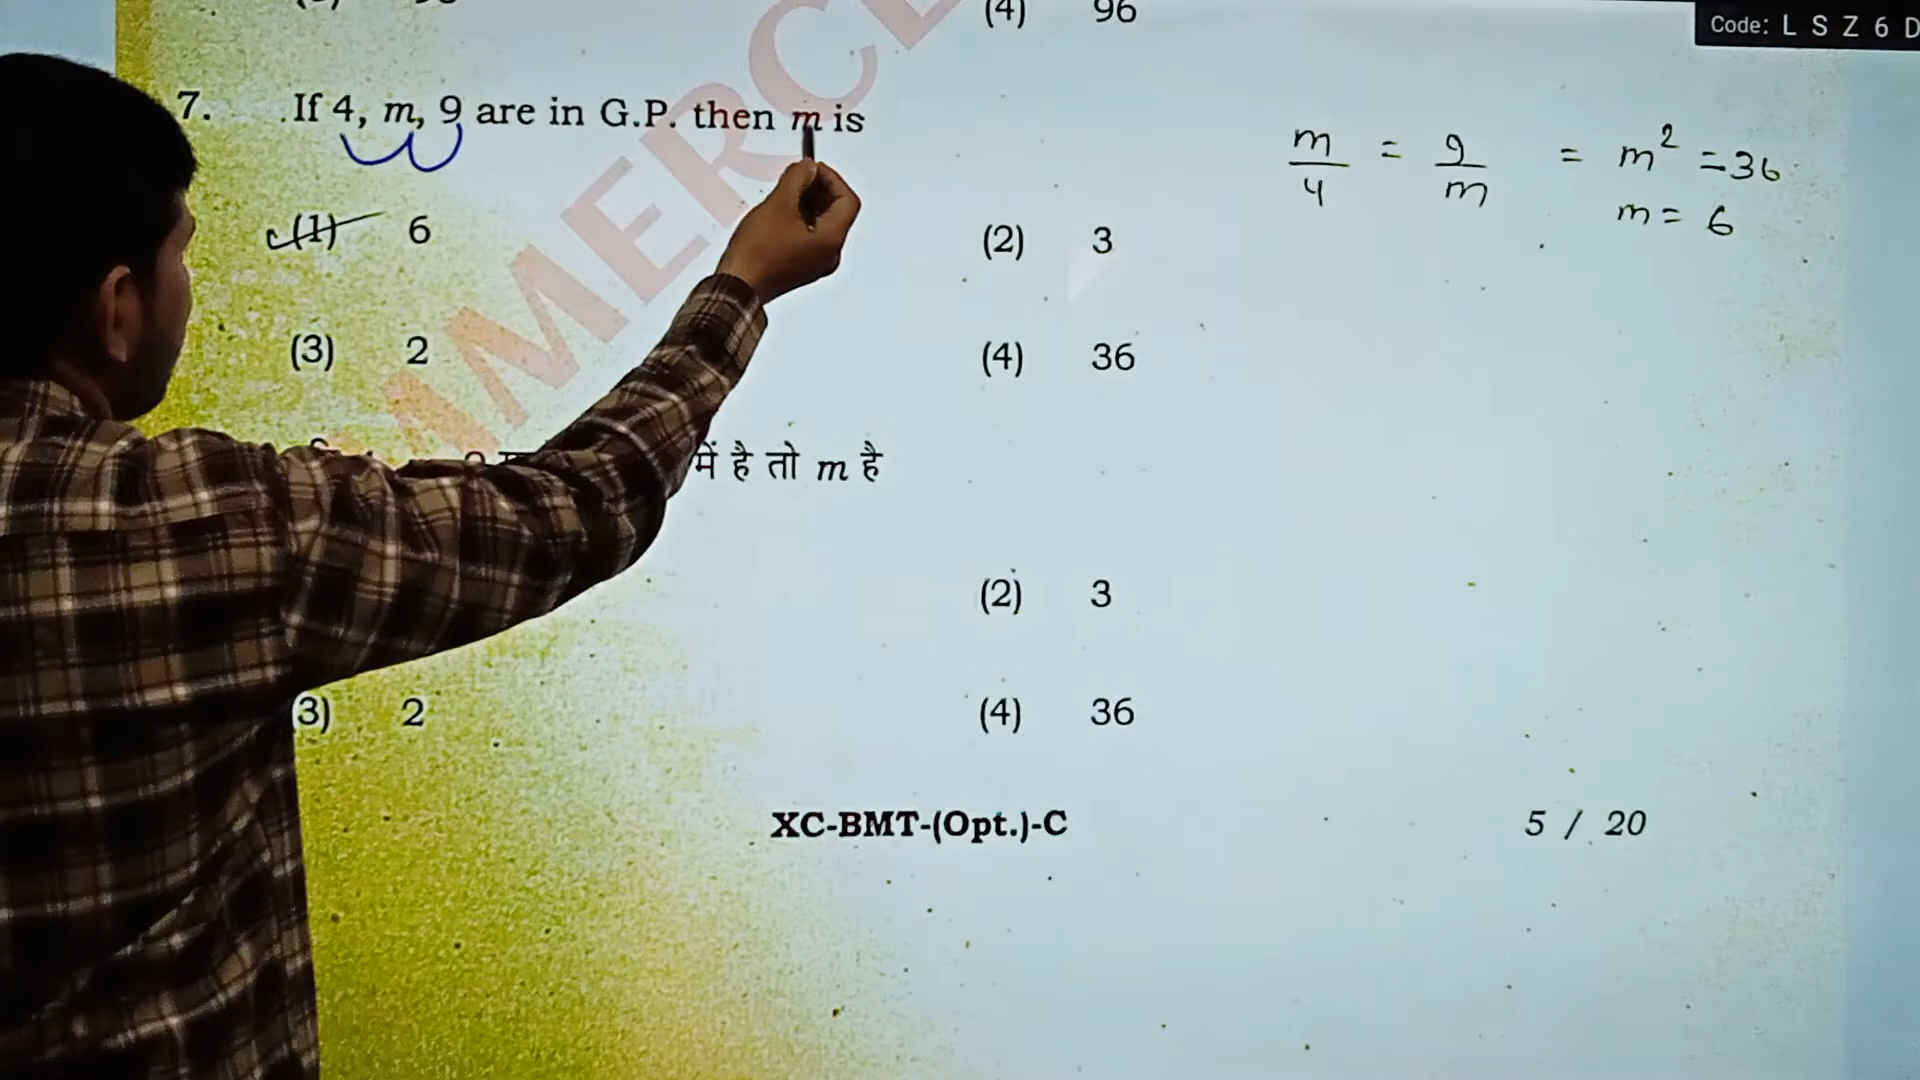 (4) 96
Code: L S Z 6 D
7. If 4, m, 9 are in G.P. then m is
m/4 = 9/m = m² = 36
m = 6
(1) 6 (2) 3
(3) 2 (4) 36
में है तो m है
(2) 3
(3) 2 (4) 36
XC-BMT-(Opt.)-C 5 / 20